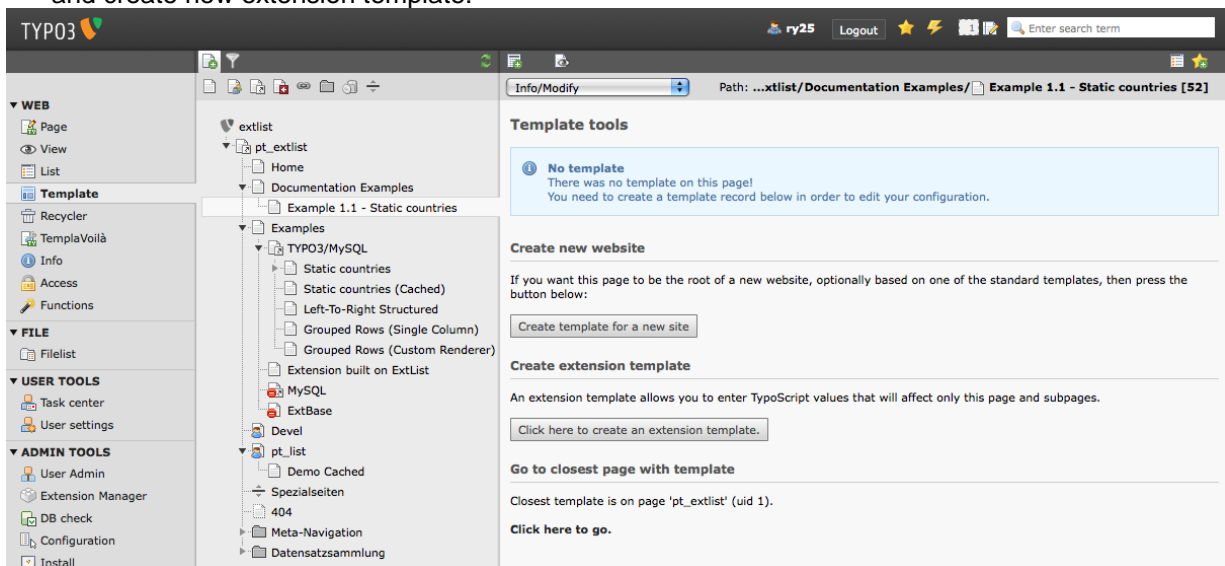 and create new extension template.
TYPO3
ry25
Logout
1
Enter search term
Info/Modify
Path: ...xtlist/Documentation Examples/ Example 1.1 - Static countries [52]
WEB
Page
View
List
Template
Recycler
TemplaVoilà
Info
Access
Functions
FILE
Filelist
USER TOOLS
Task center
User settings
ADMIN TOOLS
User Admin
Extension Manager
DB check
Configuration
Install
extlist
pt_extlist
Home
Documentation Examples
Example 1.1 - Static countries
Examples
TYPO3/MySQL
Static countries
Static countries (Cached)
Left-To-Right Structured
Grouped Rows (Single Column)
Grouped Rows (Custom Renderer)
Extension built on ExtList
MySQL
ExtBase
Devel
pt_list
Demo Cached
Spezialseiten
404
Meta-Navigation
Datensatzsammlung
Template tools
No template
There was no template on this page!
You need to create a template record below in order to edit your configuration.
Create new website
If you want this page to be the root of a new website, optionally based on one of the standard templates, then press the
button below:
Create template for a new site
Create extension template
An extension template allows you to enter TypoScript values that will affect only this page and subpages.
Click here to create an extension template.
Go to closest page with template
Closest template is on page 'pt_extlist' (uid 1).
Click here to go.